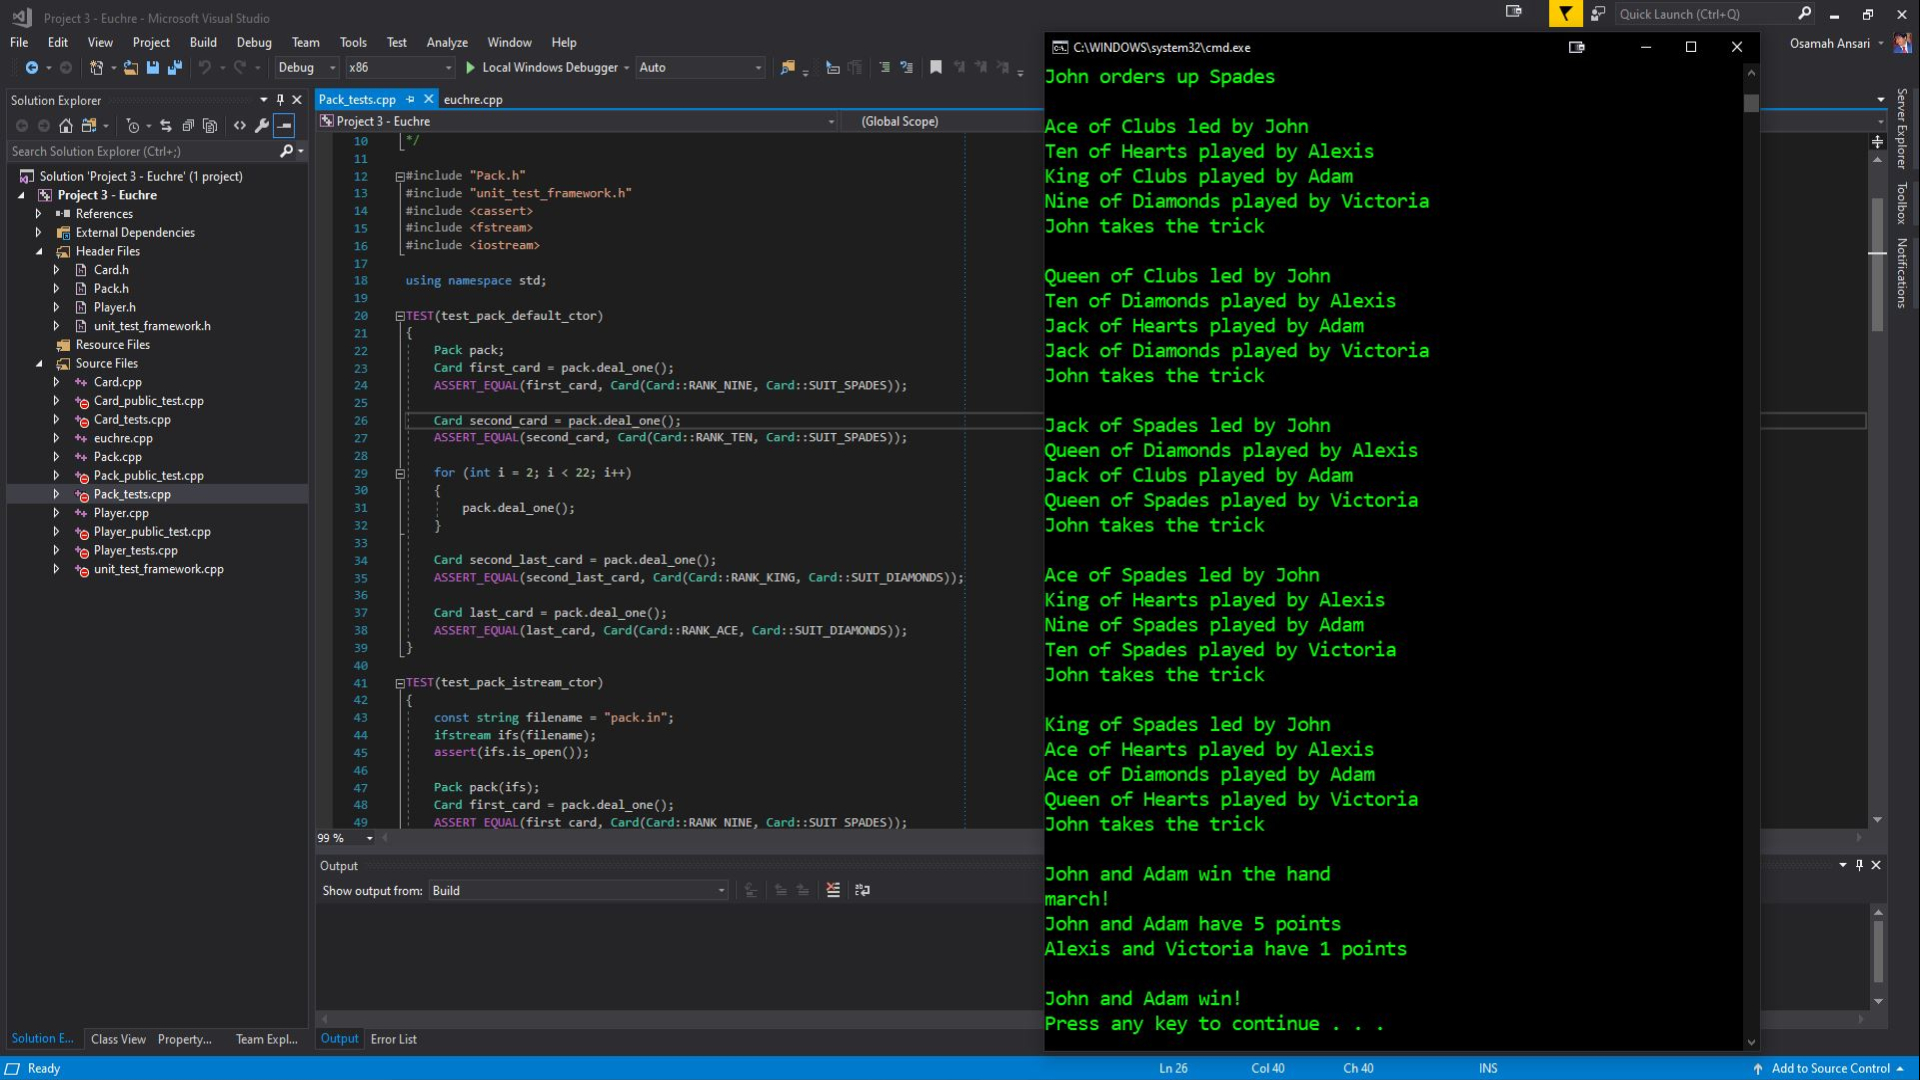 Project 3 - Euchre - Microsoft Visual Studio
Quick Launch (Ctrl+Q)
File Edit View Project Build Debug Team Tools Test Analyze Window Help
Osamah Ansari
Debug x86 Local Windows Debugger Auto
Solution Explorer
Search Solution Explorer (Ctrl+;)
Solution 'Project 3 - Euchre' (1 project)
Project 3 - Euchre
References
External Dependencies
Header Files
Card.h
Pack.h
Player.h
unit_test_framework.h
Resource Files
Source Files
Card.cpp
Card_public_test.cpp
Card_tests.cpp
euchre.cpp
Pack.cpp
Pack_public_test.cpp
Pack_tests.cpp
Player.cpp
Player_public_test.cpp
Player_tests.cpp
unit_test_framework.cpp
Solution E... Class View Property... Team Expl...
Pack_tests.cpp euchre.cpp
Project 3 - Euchre (Global Scope)
10 */
11
12 #include "Pack.h"
13 #include "unit_test_framework.h"
14 #include <cassert>
15 #include <fstream>
16 #include <iostream>
17
18 using namespace std;
19
20 TEST(test_pack_default_ctor)
21 {
22 Pack pack;
23 Card first_card = pack.deal_one();
24 ASSERT_EQUAL(first_card, Card(Card::RANK_NINE, Card::SUIT_SPADES));
25
26 Card second_card = pack.deal_one();
27 ASSERT_EQUAL(second_card, Card(Card::RANK_TEN, Card::SUIT_SPADES));
28
29 for (int i = 2; i < 22; i++)
30 {
31 pack.deal_one();
32 }
33
34 Card second_last_card = pack.deal_one();
35 ASSERT_EQUAL(second_last_card, Card(Card::RANK_KING, Card::SUIT_DIAMONDS));
36
37 Card last_card = pack.deal_one();
38 ASSERT_EQUAL(last_card, Card(Card::RANK_ACE, Card::SUIT_DIAMONDS));
39 }
40
41 TEST(test_pack_istream_ctor)
42 {
43 const string filename = "pack.in";
44 ifstream ifs(filename);
45 assert(ifs.is_open());
46
47 Pack pack(ifs);
48 Card first_card = pack.deal_one();
49 ASSERT_EQUAL(first_card, Card(Card::RANK_NINE, Card::SUIT_SPADES));
99 %
Output
Show output from: Build
Output Error List
C:\WINDOWS\system32\cmd.exe
John orders up Spades
Ace of Clubs led by John
Ten of Hearts played by Alexis
King of Clubs played by Adam
Nine of Diamonds played by Victoria
John takes the trick
Queen of Clubs led by John
Ten of Diamonds played by Alexis
Jack of Hearts played by Adam
Jack of Diamonds played by Victoria
John takes the trick
Jack of Spades led by John
Queen of Diamonds played by Alexis
Jack of Clubs played by Adam
Queen of Spades played by Victoria
John takes the trick
Ace of Spades led by John
King of Hearts played by Alexis
Nine of Spades played by Adam
Ten of Spades played by Victoria
John takes the trick
King of Spades led by John
Ace of Hearts played by Alexis
Ace of Diamonds played by Adam
Queen of Hearts played by Victoria
John takes the trick
John and Adam win the hand
march!
John and Adam have 5 points
Alexis and Victoria have 1 points
John and Adam win!
Press any key to continue . . .
Server Explorer
Toolbox
Notifications
Ready Ln 26 Col 40 Ch 40 INS Add to Source Control